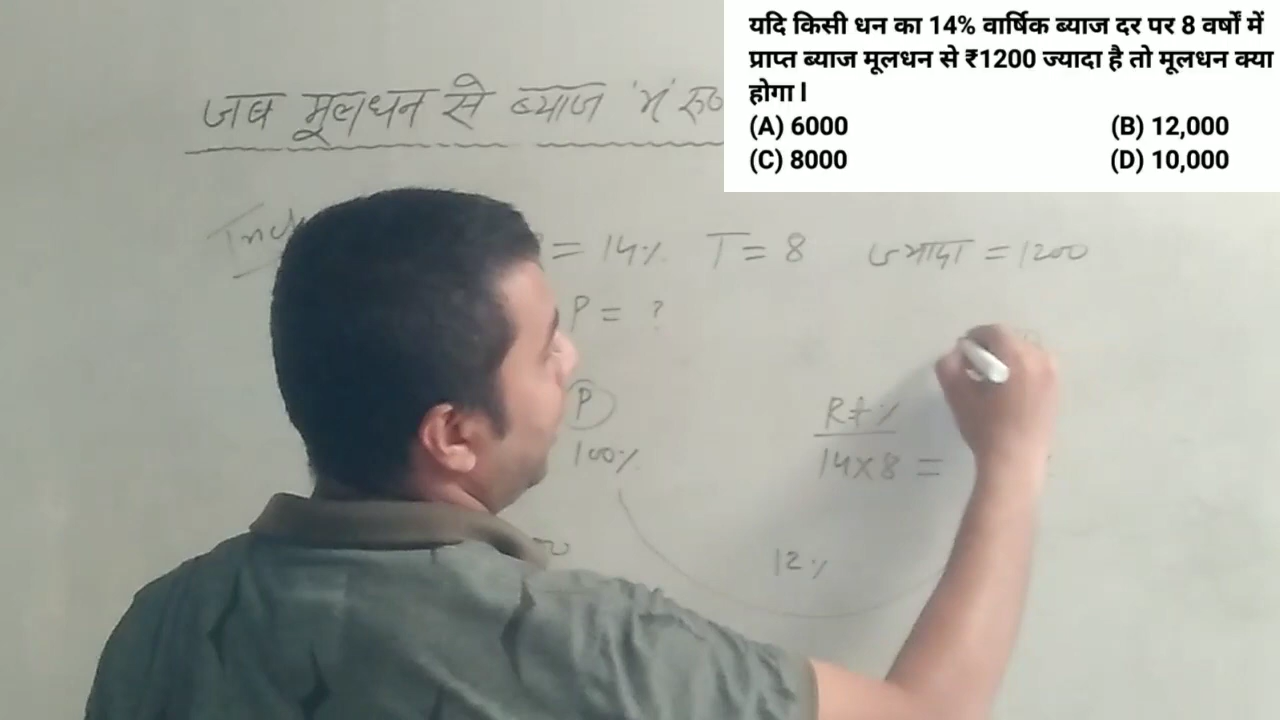 यदि किसी धन का 14% वार्षिक ब्याज दर पर 8 वर्षों में
प्राप्त ब्याज मूलधन से ₹1200 ज्यादा है तो मूलधन क्या
होगा।
(A) 6000 (B) 12,000
(C) 8000 (D) 10,000
जब मूलधन से ब्याज में
= 14% T = 8 ज्यादा = 1200
P = ?
P
100%
Rt%
14×8 =
12%